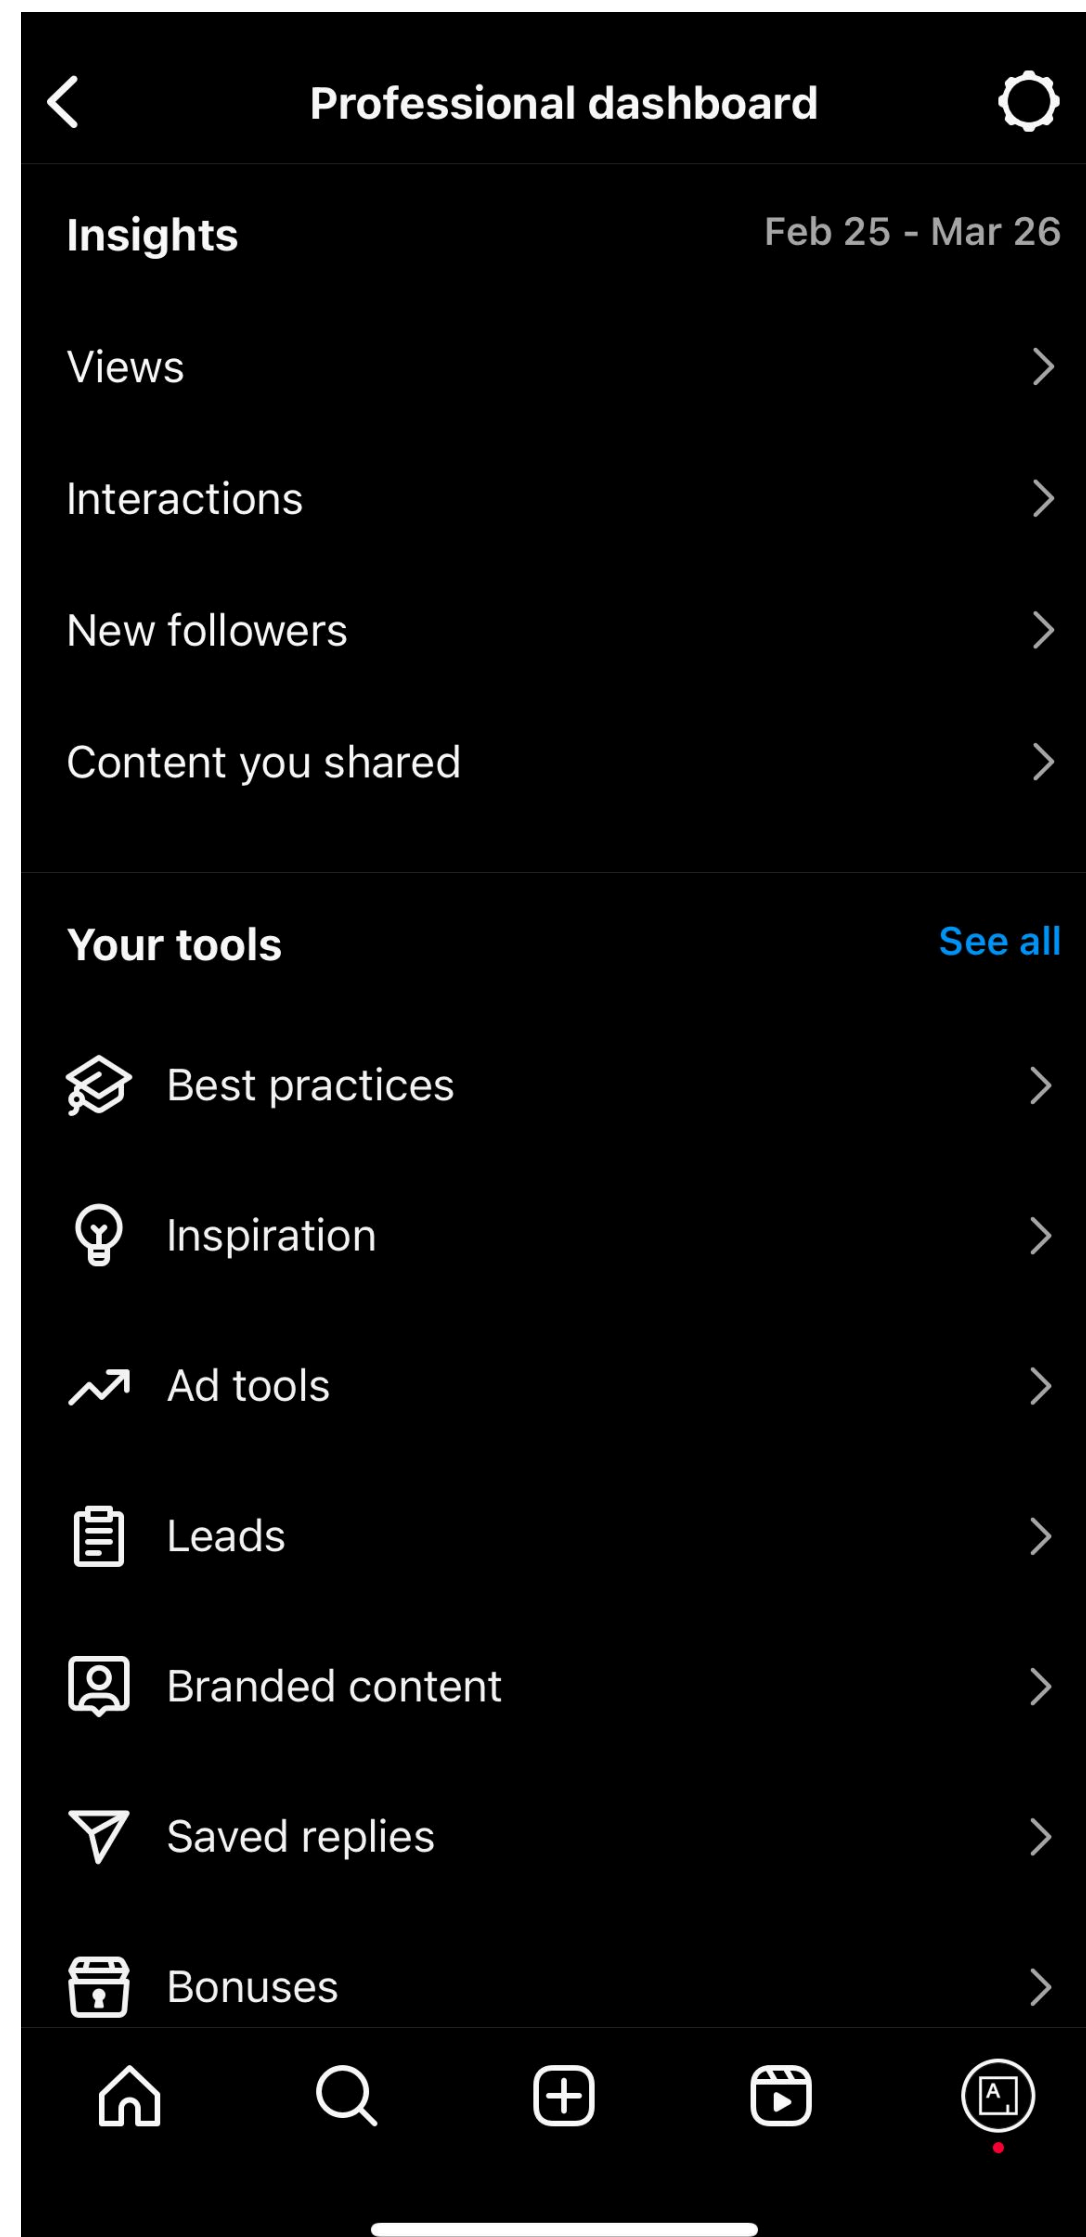 Professional dashboard
Insights
Feb 25 - Mar 26
Views
Interactions
New followers
Content you shared
Your tools
See all
Best practices
Inspiration
Ad tools
Leads
Branded content
Saved replies
Bonuses
A